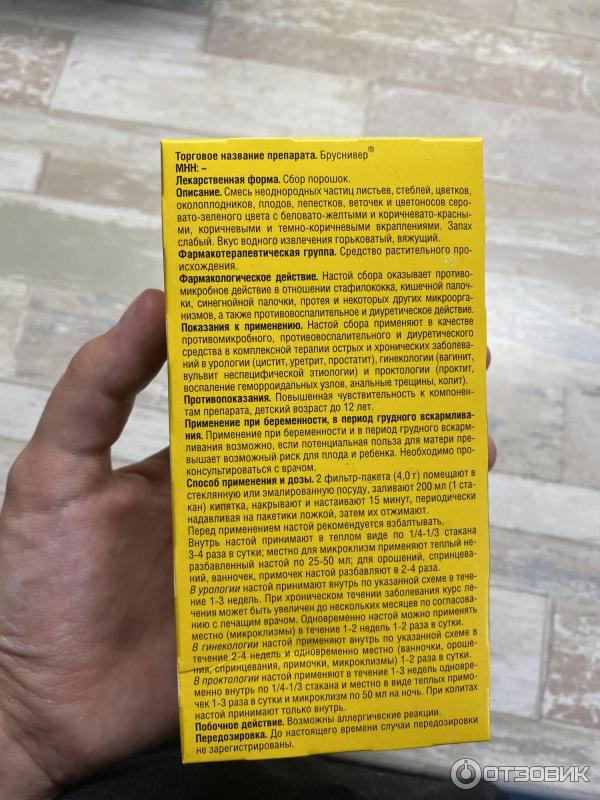 Торговое название препарата. Бруснивер®
МНН: –
Лекарственная форма. Сбор порошок.
Описание. Смесь неоднородных частиц листьев, стеблей, цветков,
околоплодников, плодов, лепестков, веточек и цветоносов серо-
вато-зеленого цвета с беловато-желтыми и коричневато-красны-
ми, коричневыми и темно-коричневыми вкраплениями. Запах
слабый. Вкус водного извлечения горьковатый, вяжущий.
Фармакотерапевтическая группа. Средство растительного про-
исхождения.
Фармакологическое действие. Настой сбора оказывает противо-
микробное действие в отношении стафилококка, кишечной палоч-
ки, синегнойной палочки, протея и некоторых других микроорга-
низмов, а также противовоспалительное и диуретическое действие.
Показания к применению. Настой сбора применяют в качестве
противомикробного, противовоспалительного и диуретического
средства в комплексной терапии острых и хронических заболева-
ний в урологии (цистит, уретрит, простатит), гинекологии (вагинит,
вульвит неспецифической этиологии) и проктологии (проктит,
воспаление геморроидальных узлов, анальные трещины, колит).
Противопоказания. Повышенная чувствительность к компонен-
там препарата, детский возраст до 12 лет.
Применение при беременности, в период грудного вскармлива-
ния. Применение при беременности и в период грудного вскарм-
ливания возможно, если потенциальная польза для матери пре-
вышает возможный риск для плода и ребенка. Необходимо про-
консультироваться с врачом.
Способ применения и дозы. 2 фильтр-пакета (4,0 г) помещают в
стеклянную или эмалированную посуду, заливают 200 мл (1 ста-
кан) кипятка, накрывают и настаивают 15 минут, периодически
надавливая на пакетики ложкой, затем их отжимают.
Перед применением настой рекомендуется взбалтывать.
Внутрь настой принимают в теплом виде по 1/4-1/3 стакана
3-4 раза в сутки; местно для микроклизм применяют теплый не-
разбавленный настой по 25-50 мл; для орошений, спринцева-
ний, ванночек, примочек настой разбавляют в 2-4 раза.
В урологии настой принимают внутрь по указанной схеме в тече-
ние 1-3 недель. При хроническом течении заболевания курс ле-
чения может быть увеличен до нескольких месяцев по согласова-
нию с лечащим врачом. Одновременно настой можно применять
местно (микроклизмы) в течение 1-2 недель 1-2 раза в сутки.
В гинекологии настой применяют внутрь по указанной схеме в
течение 2-4 недель и одновременно местно (ванночки, ороше-
ния, спринцевания, примочки, микроклизмы) 1-2 раза в сутки.
В проктологии настой применяют в течение 1-3 недель одновре-
менно внутрь по 1/4-1/3 стакана и местно в виде теплых примо-
чек 1-3 раза в сутки и микроклизм по 50 мл на ночь. При колитах
настой принимают только внутрь.
Побочное действие. Возможны аллергические реакции.
Передозировка. До настоящего времени случаи передозировки
не зарегистрированы.
ОТЗОВИК